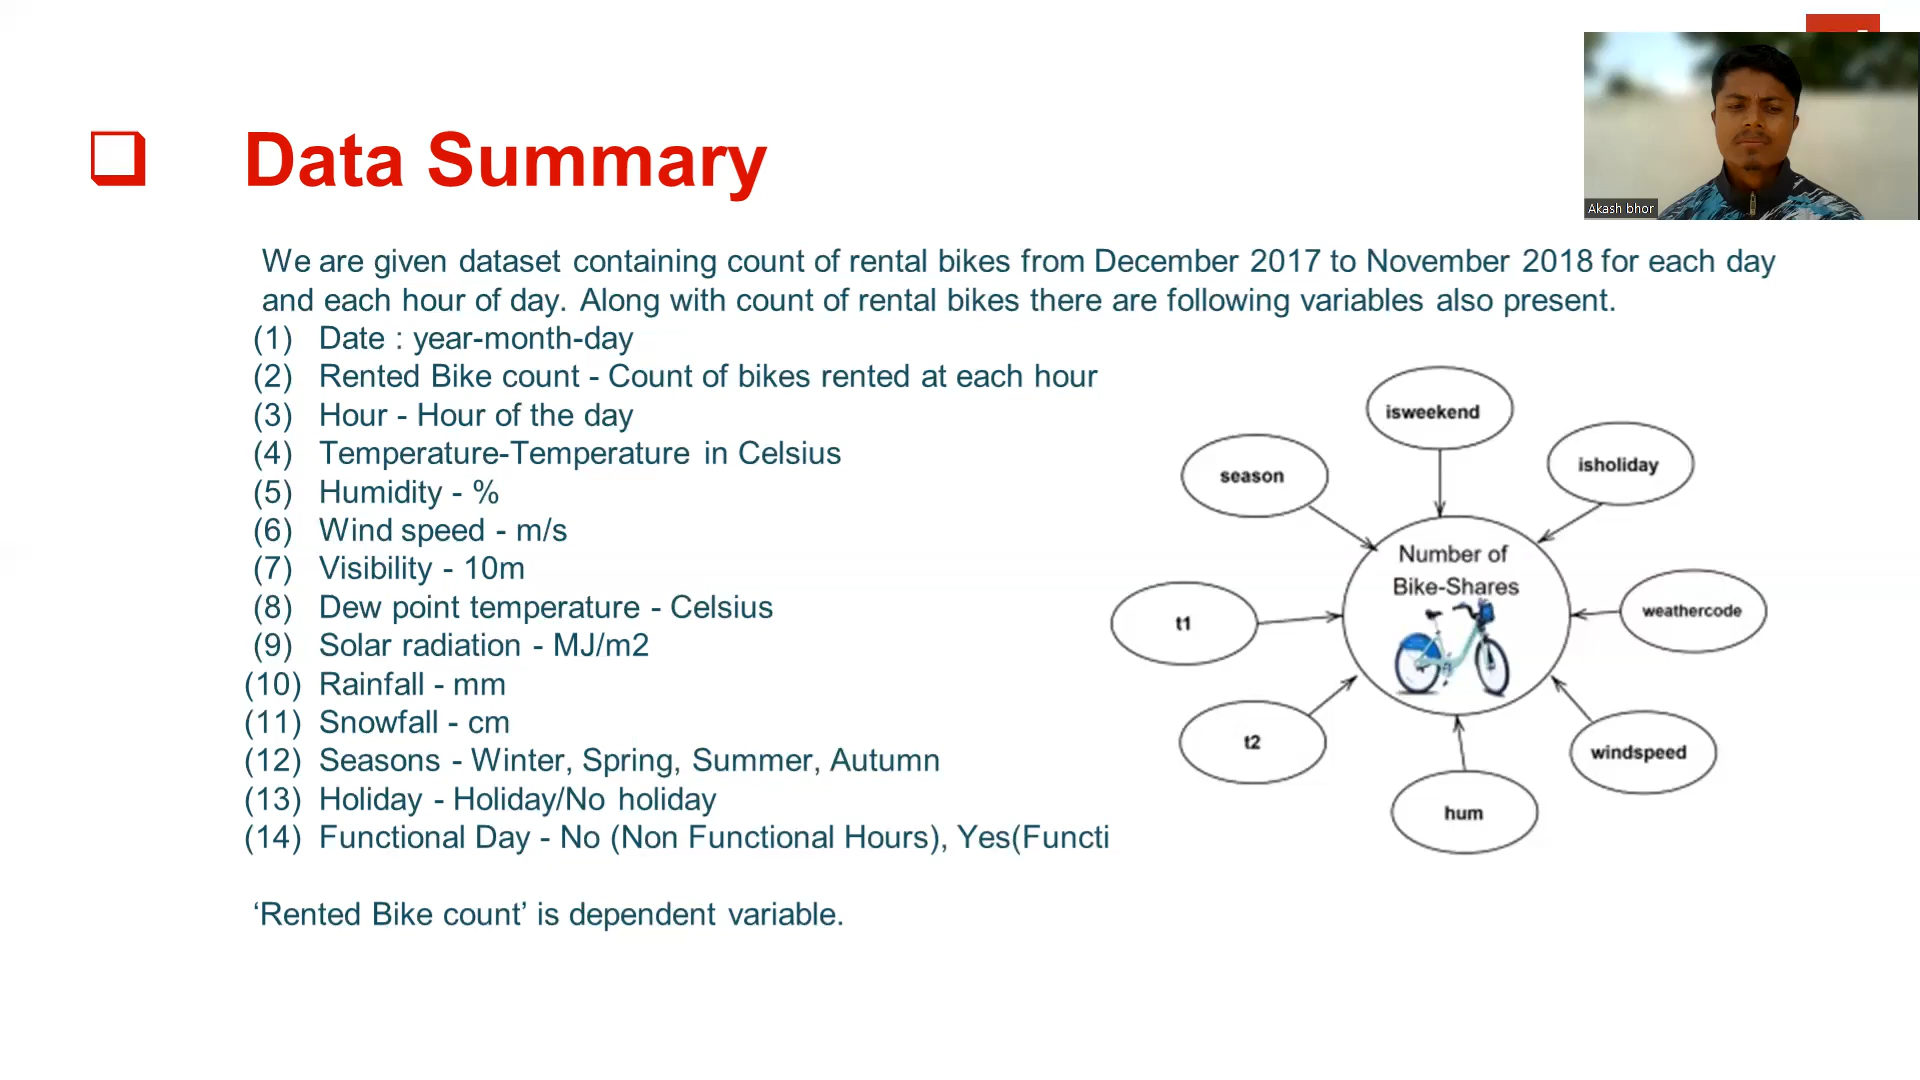 Data Summary
Akash bhor
We are given dataset containing count of rental bikes from December 2017 to November 2018 for each day
and each hour of day. Along with count of rental bikes there are following variables also present.
(1) Date : year-month-day
(2) Rented Bike count - Count of bikes rented at each hour
(3) Hour - Hour of the day
(4) Temperature-Temperature in Celsius
(5) Humidity - %
(6) Wind speed - m/s
(7) Visibility - 10m
(8) Dew point temperature - Celsius
(9) Solar radiation - MJ/m2
(10) Rainfall - mm
(11) Snowfall - cm
(12) Seasons - Winter, Spring, Summer, Autumn
(13) Holiday - Holiday/No holiday
(14) Functional Day - No (Non Functional Hours), Yes(Functi
‘Rented Bike count’ is dependent variable.
isweekend
season
isholiday
Number of
Bike-Shares
t1
weathercode
t2
windspeed
hum